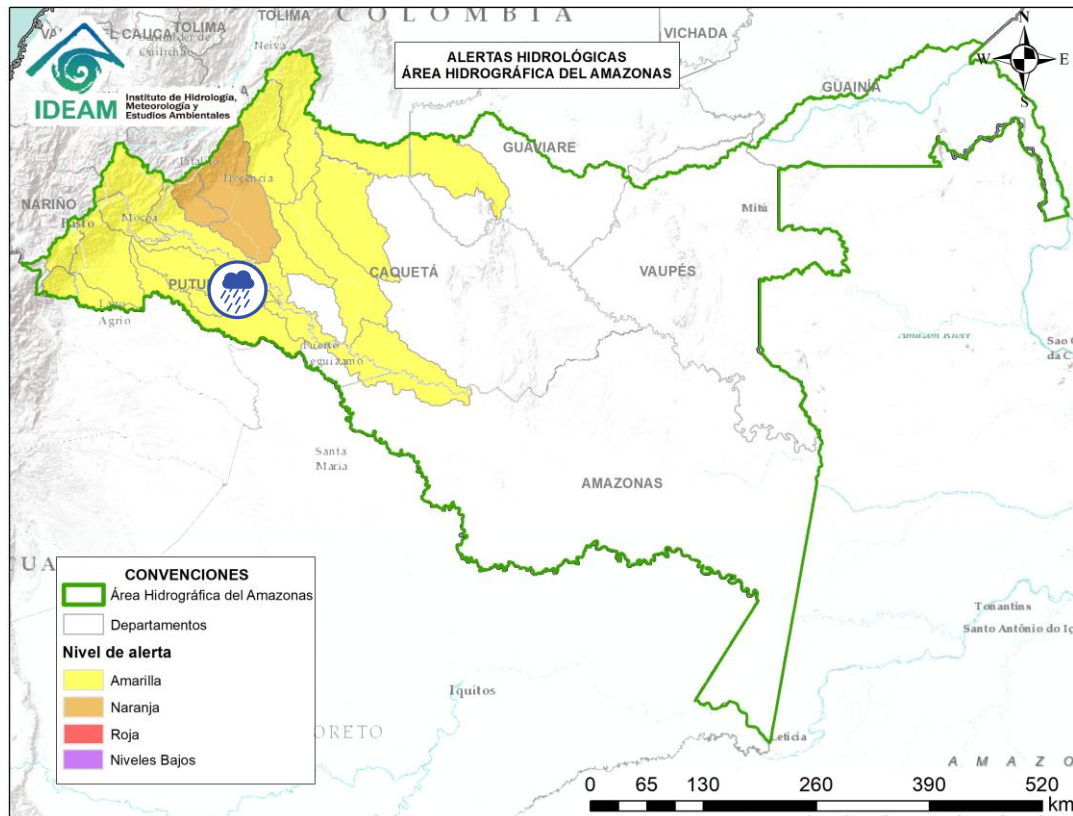 COLOMBIA
TOLIMA
TOLIMA
Neiva
VICHADA
ALERTAS HIDROLÓGICAS
ÁREA HIDROGRÁFICA DEL AMAZONAS
N
W
E
S
IDEAM
Instituto de Hidrología,
Meteorología y
Estudios Ambientales
GUAINÍA
GUAVIARE
NARIÑO
Pasto
Mocoa
Florencia
Mitú
VAUPÉS
CAQUETÁ
Lago
Agrio
Puerto
Leguizamo
Amazon River
Santa
Maria
AMAZONAS
CONVENCIONES
Área Hidrográfica del Amazonas
Departamentos
Nivel de alerta
Amarilla
Naranja
Roja
Niveles Bajos
Tonantins
Santo Antônio do Iç
Iquitos
ORETO
Leticia
AMAZO
0 65 130 260 390 520
km